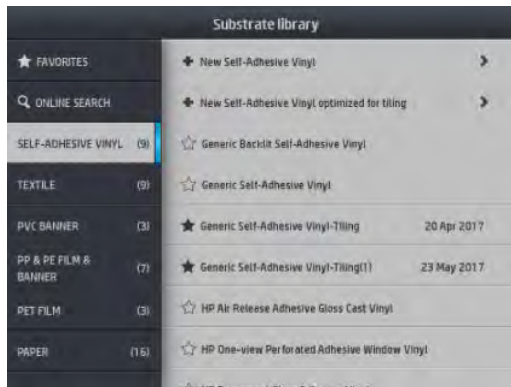 Substrate library
FAVORITES
ONLINE SEARCH
SELF-ADHESIVE VINYL (9)
TEXTILE (9)
PVC BANNER (3)
PP & PE FILM &
BANNER (7)
PET FILM (3)
PAPER (16)
New Self-Adhesive Vinyl
New Self-Adhesive Vinyl optimized for tiling
Generic Backlit Self-Adhesive Vinyl
Generic Self-Adhesive Vinyl
Generic Self-Adhesive Vinyl-Tiling 20 Apr 2017
Generic Self-Adhesive Vinyl-Tiling(1) 23 May 2017
HP Air Release Adhesive Gloss Cast Vinyl
HP One-view Perforated Adhesive Window Vinyl